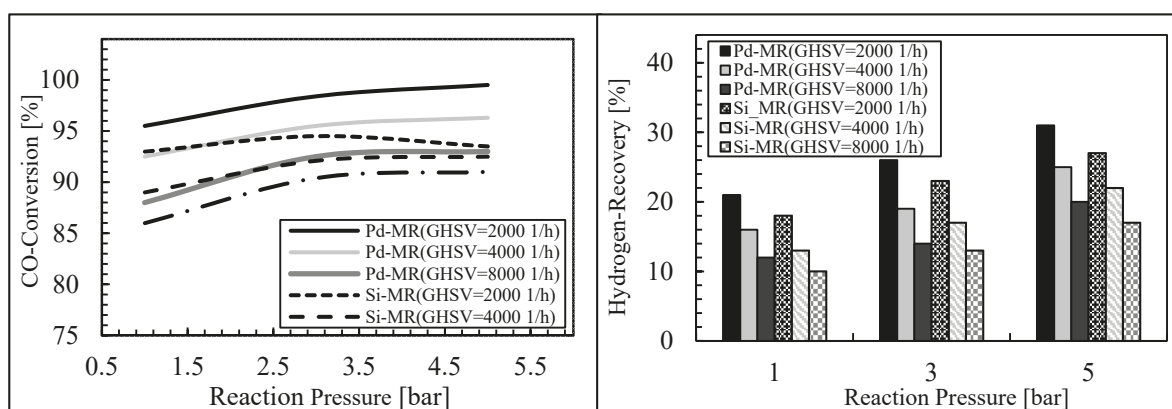 CO-Conversion [%]
100
95
90
85
80
75
Pd-MR(GHSV=2000 1/h)
Pd-MR(GHSV=4000 1/h)
Pd-MR(GHSV=8000 1/h)
Si-MR(GHSV=2000 1/h)
Si-MR(GHSV=4000 1/h)
0.5 1.5 2.5 3.5 4.5 5.5
Reaction Pressure [bar]
Hydrogen-Recovery [%]
40
30
20
10
0
Pd-MR(GHSV=2000 1/h)
Pd-MR(GHSV=4000 1/h)
Pd-MR(GHSV=8000 1/h)
Si_MR(GHSV=2000 1/h)
Si-MR(GHSV=4000 1/h)
Si-MR(GHSV=8000 1/h)
1 3 5
Reaction Pressure [bar]